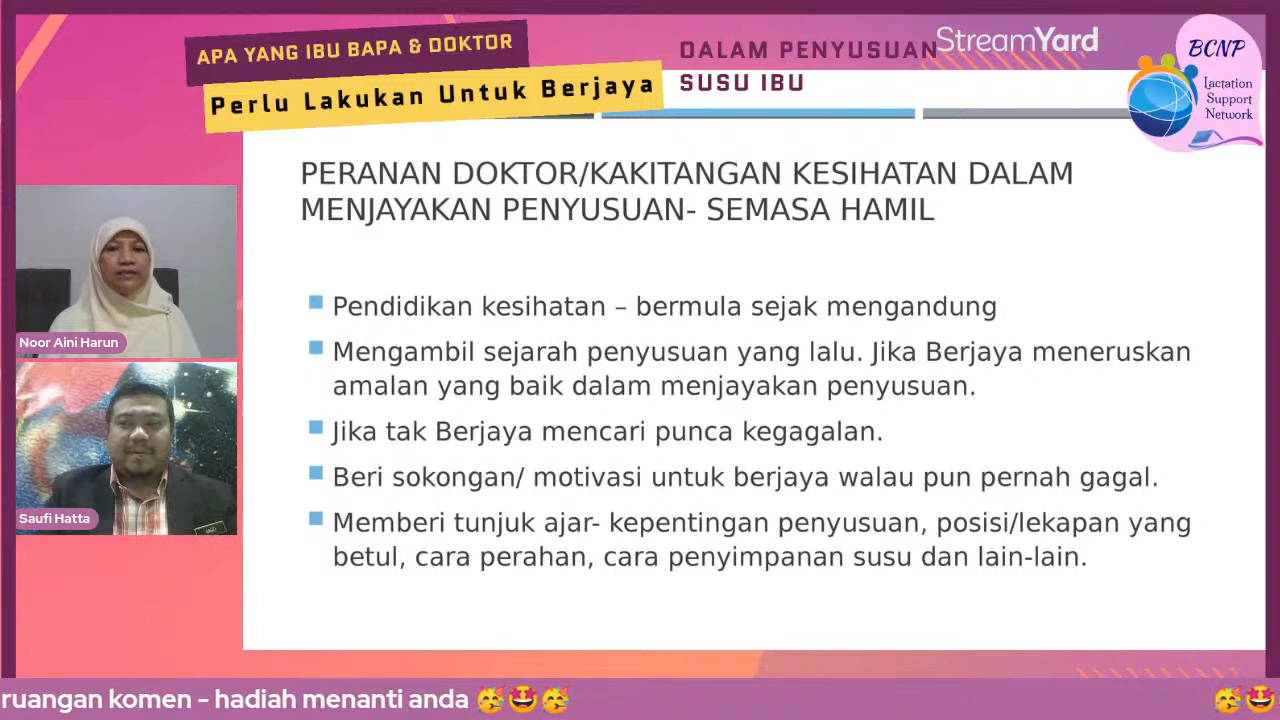 APA YANG IBU BAPA & DOKTOR
Perlu Lakukan Untuk Berjaya
DALAM PENYUSUAN
SUSU IBU
StreamYard
BCNP
Lactation
Support
Network
PERANAN DOKTOR/KAKITANGAN KESIHATAN DALAM
MENJAYAKAN PENYUSUAN- SEMASA HAMIL
Pendidikan kesihatan – bermula sejak mengandung
Mengambil sejarah penyusuan yang lalu. Jika Berjaya meneruskan
amalan yang baik dalam menjayakan penyusuan.
Jika tak Berjaya mencari punca kegagalan.
Beri sokongan/ motivasi untuk berjaya walau pun pernah gagal.
Memberi tunjuk ajar- kepentingan penyusuan, posisi/lekapan yang
betul, cara perahan, cara penyimpanan susu dan lain-lain.
Noor Aini Harun
Saufi Hatta
ruangan komen - hadiah menanti anda 🥳🤩🥳 🥳🤩